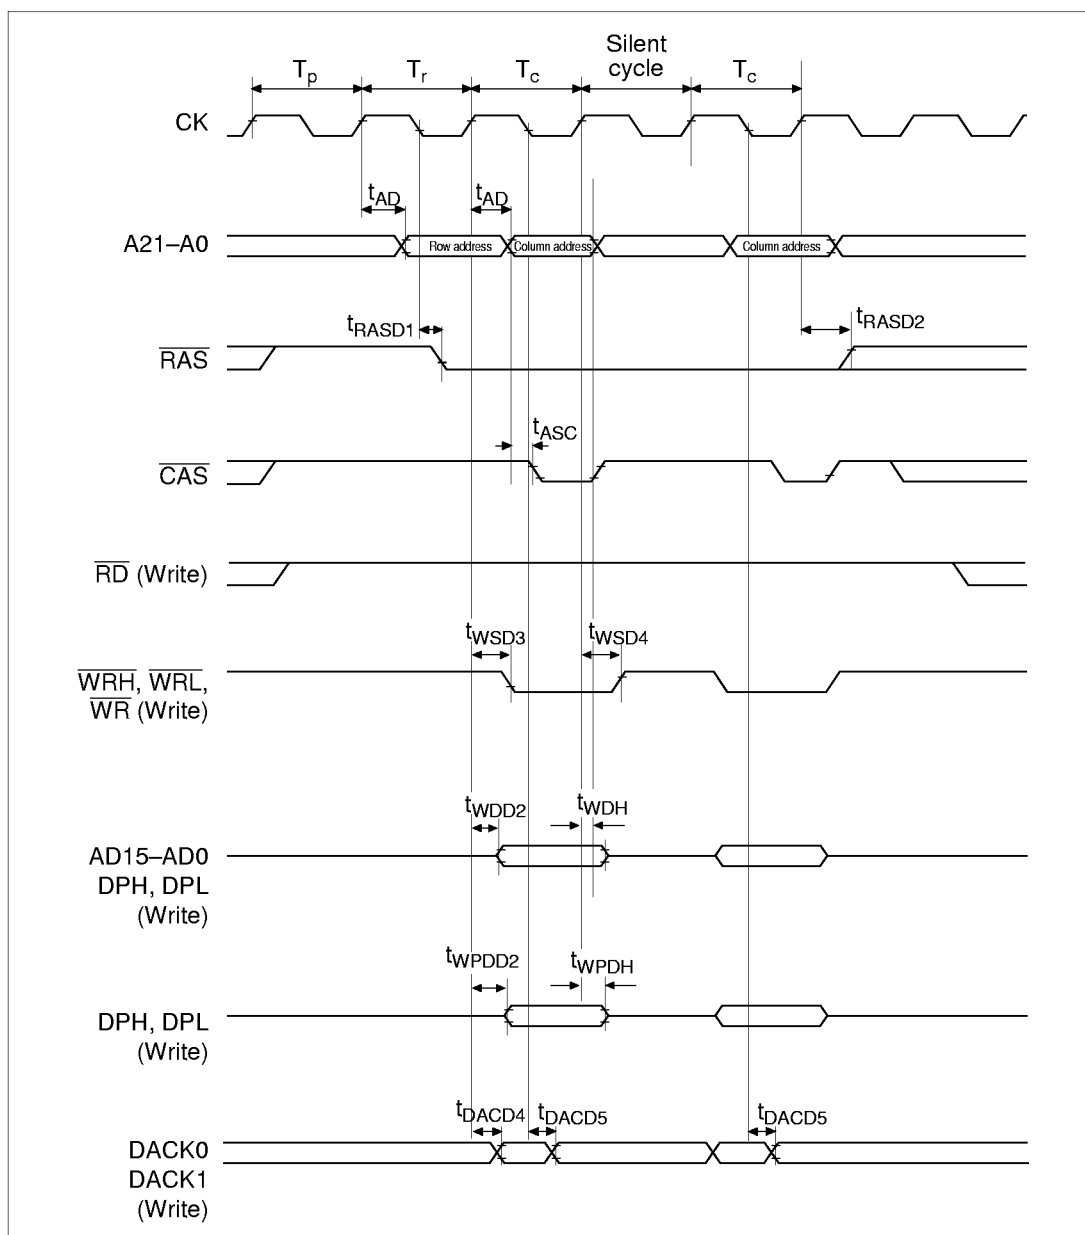 Silent
cycle
Tp Tr Tc Tc
CK
tAD tAD
A21–A0 Row address Column address Column address
tRASD1 tRASD2
RAS
tASC
CAS
RD (Write)
tWSD3 tWSD4
WRH, WRL,
WR (Write)
tWDD2 tWDH
AD15–AD0
DPH, DPL
(Write)
tWPDD2 tWPDH
DPH, DPL
(Write)
tDACD4 tDACD5 tDACD5
DACK0
DACK1
(Write)